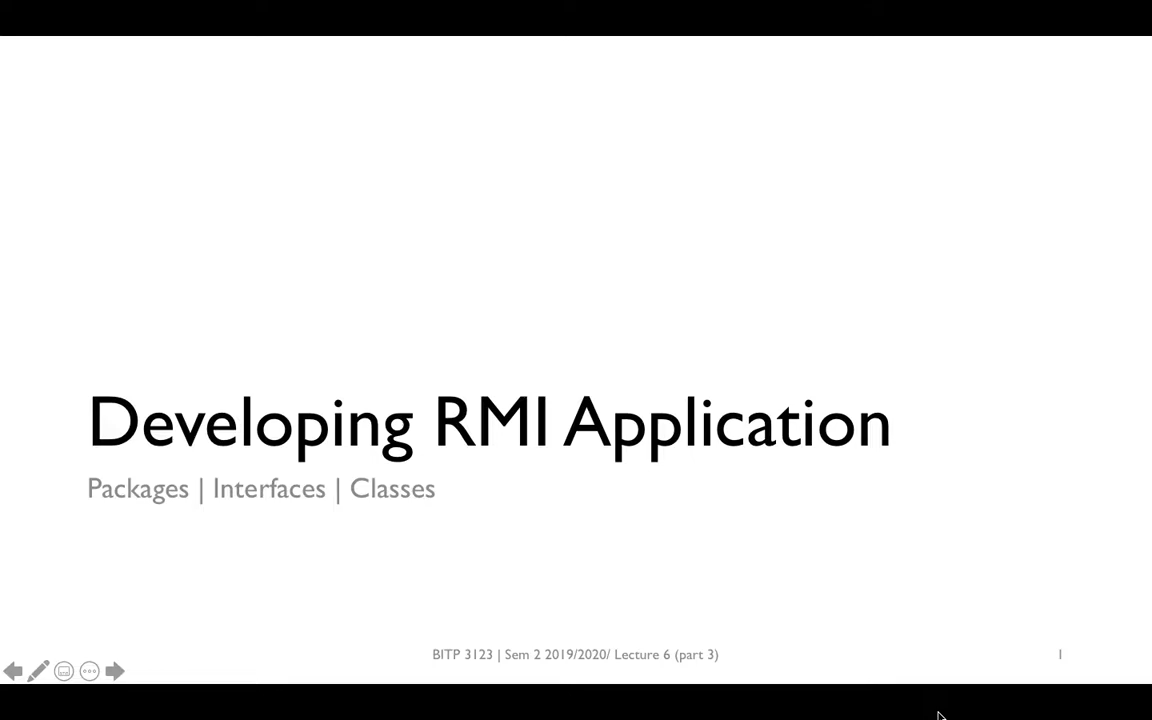 Developing RMI Application
Packages | Interfaces | Classes
BITP 3123 | Sem 2 2019/2020/ Lecture 6 (part 3)
1